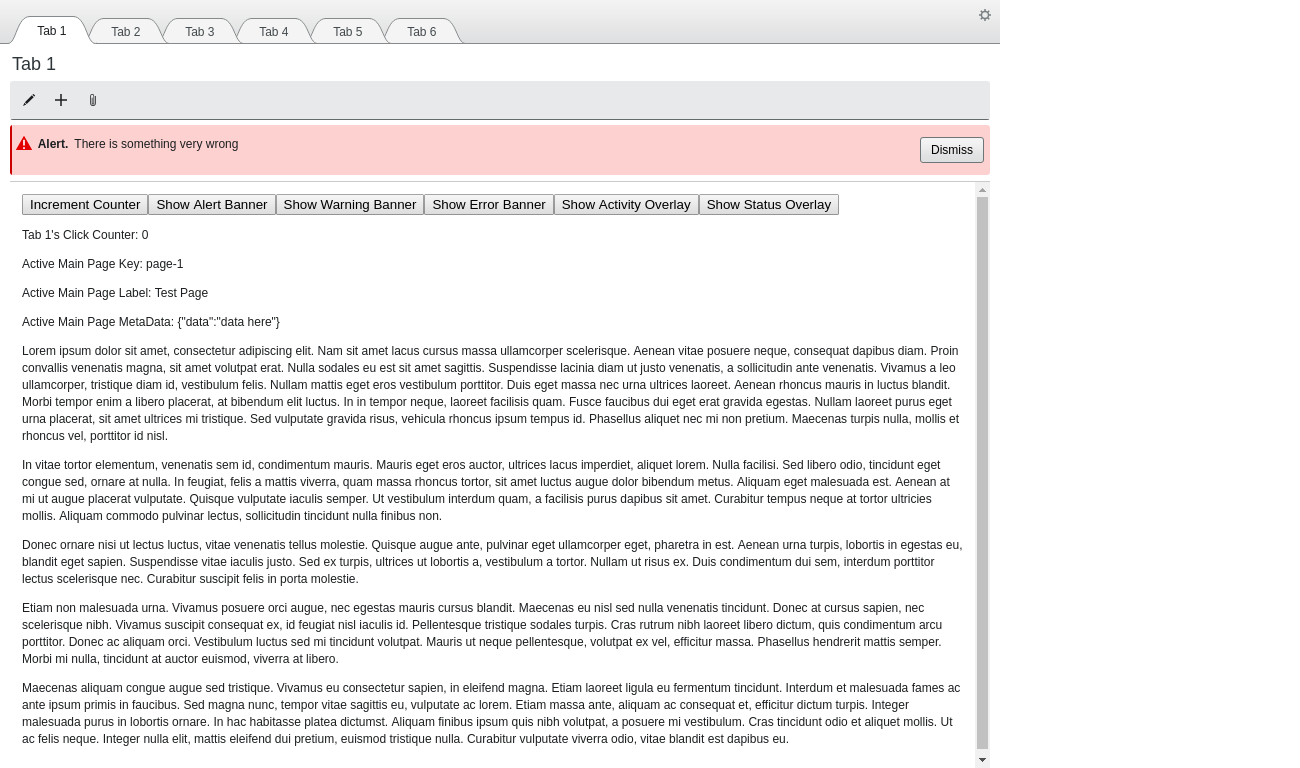 Tab 1 Tab 2 Tab 3 Tab 4 Tab 5 Tab 6
Tab 1
Alert. There is something very wrong
Dismiss
Increment Counter Show Alert Banner Show Warning Banner Show Error Banner Show Activity Overlay Show Status Overlay
Tab 1's Click Counter: 0
Active Main Page Key: page-1
Active Main Page Label: Test Page
Active Main Page MetaData: {"data":"data here"}
Lorem ipsum dolor sit amet, consectetur adipiscing elit. Nam sit amet lacus cursus massa ullamcorper scelerisque. Aenean vitae posuere neque, consequat dapibus diam. Proin
convallis venenatis magna, sit amet volutpat erat. Nulla sodales eu est sit amet sagittis. Suspendisse lacinia diam ut justo venenatis, a sollicitudin ante venenatis. Vivamus a leo
ullamcorper, tristique diam id, vestibulum felis. Nullam mattis eget eros vestibulum porttitor. Duis eget massa nec urna ultrices laoreet. Aenean rhoncus mauris in luctus blandit.
Morbi tempor enim a libero placerat, at bibendum elit luctus. In in tempor neque, laoreet facilisis quam. Fusce faucibus dui eget erat gravida egestas. Nullam laoreet purus eget
urna placerat, sit amet ultrices mi tristique. Sed vulputate gravida risus, vehicula rhoncus ipsum tempus id. Phasellus aliquet nec mi non pretium. Maecenas turpis nulla, mollis et
rhoncus vel, porttitor id nisl.
In vitae tortor elementum, venenatis sem id, condimentum mauris. Mauris eget eros auctor, ultrices lacus imperdiet, aliquet lorem. Nulla facilisi. Sed libero odio, tincidunt eget
congue sed, ornare at nulla. In feugiat, felis a mattis viverra, quam massa rhoncus tortor, sit amet luctus augue dolor bibendum metus. Aliquam eget malesuada est. Aenean at
mi ut augue placerat vulputate. Quisque vulputate iaculis semper. Ut vestibulum interdum quam, a facilisis purus dapibus sit amet. Curabitur tempus neque at tortor ultricies
mollis. Aliquam commodo pulvinar lectus, sollicitudin tincidunt nulla finibus non.
Donec ornare nisi ut lectus luctus, vitae venenatis tellus molestie. Quisque augue ante, pulvinar eget ullamcorper eget, pharetra in est. Aenean urna turpis, lobortis in egestas eu,
blandit eget sapien. Suspendisse vitae iaculis justo. Sed ex turpis, ultrices ut lobortis a, vestibulum a tortor. Nullam ut risus ex. Duis condimentum dui sem, interdum porttitor
lectus scelerisque nec. Curabitur suscipit felis in porta molestie.
Etiam non malesuada urna. Vivamus posuere orci augue, nec egestas mauris cursus blandit. Maecenas eu nisl sed nulla venenatis tincidunt. Donec at cursus sapien, nec
scelerisque nibh. Vivamus suscipit consequat ex, id feugiat nisl iaculis id. Pellentesque tristique sodales turpis. Cras rutrum nibh laoreet libero dictum, quis condimentum arcu
porttitor. Donec ac aliquam orci. Vestibulum luctus sed mi tincidunt volutpat. Mauris ut neque pellentesque, volutpat ex vel, efficitur massa. Phasellus hendrerit mattis semper.
Morbi mi nulla, tincidunt at auctor euismod, viverra at libero.
Maecenas aliquam congue augue sed tristique. Vivamus eu consectetur sapien, in eleifend magna. Etiam laoreet ligula eu fermentum tincidunt. Interdum et malesuada fames ac
ante ipsum primis in faucibus. Sed magna nunc, tempor vitae sagittis eu, vulputate ac lorem. Etiam massa ante, aliquam ac consequat et, efficitur dictum turpis. Integer
malesuada purus in lobortis ornare. In hac habitasse platea dictumst. Aliquam finibus ipsum quis nibh volutpat, a posuere mi vestibulum. Cras tincidunt odio et aliquet mollis. Ut
ac felis neque. Integer nulla elit, mattis eleifend dui pretium, euismod tristique nulla. Curabitur vulputate viverra odio, vitae blandit est dapibus eu.